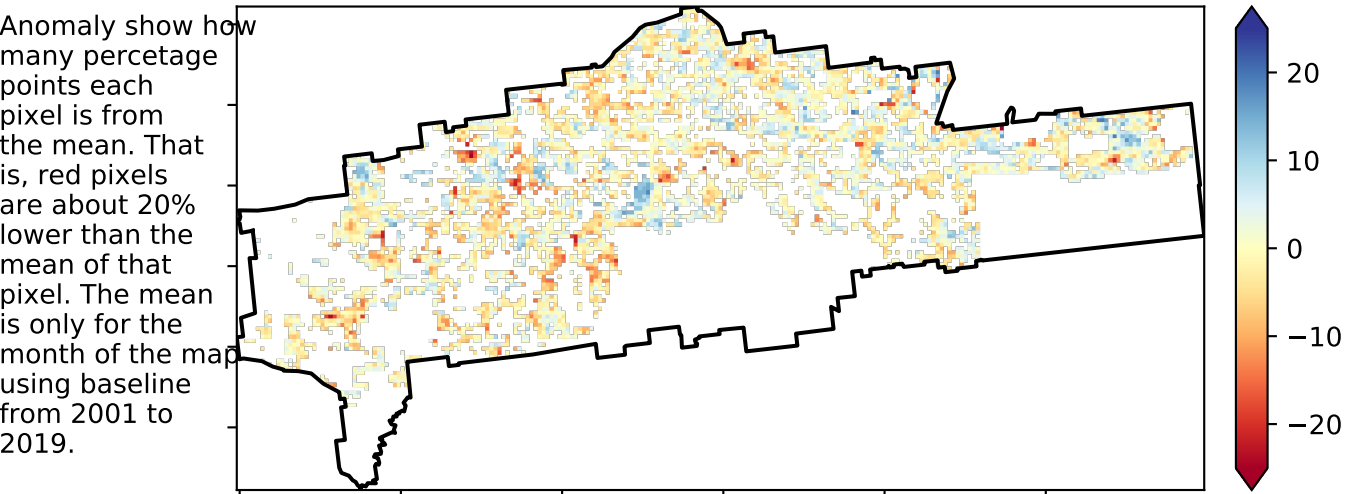 Anomaly show how
many percetage
points each
pixel is from
the mean. That
is, red pixels
are about 20%
lower than the
mean of that
pixel. The mean
is only for the
month of the map
using baseline
from 2001 to
2019.
20
10
0
−10
−20